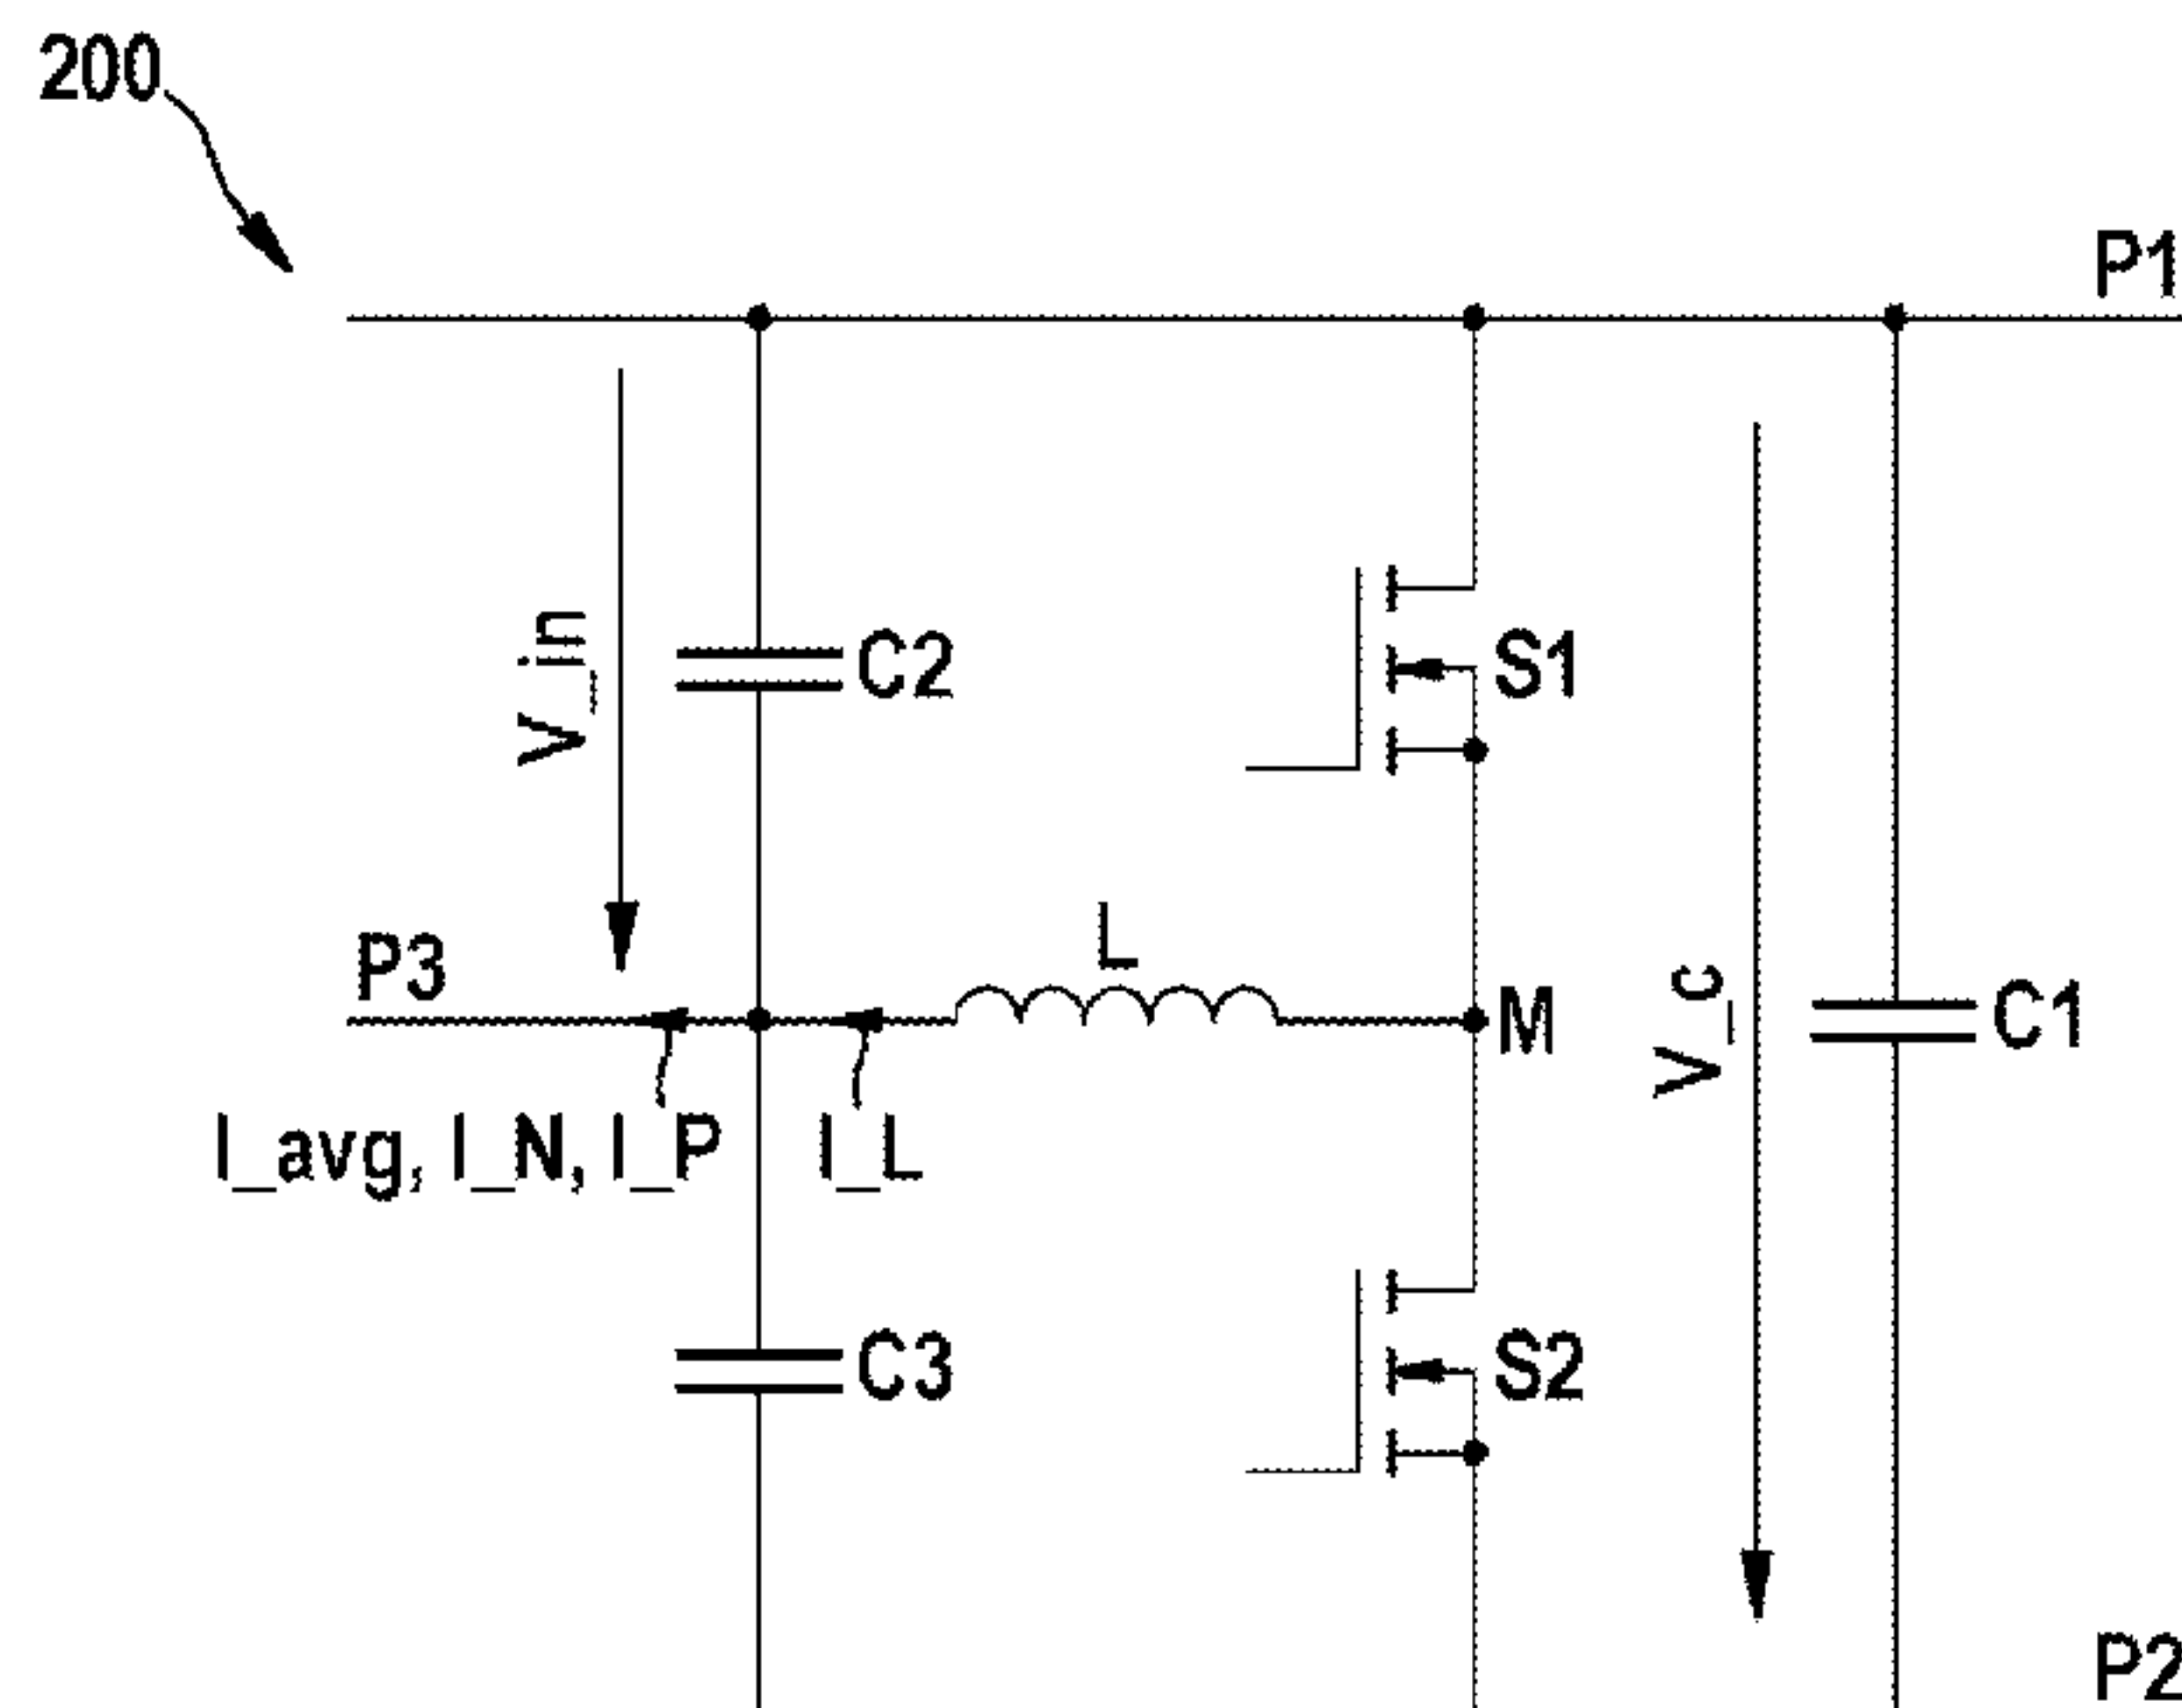 200
P1
V_in
C2
S1
P3
L
M
V_c
C1
I_avg, I_N, I_P
I_L
C3
S2
P2